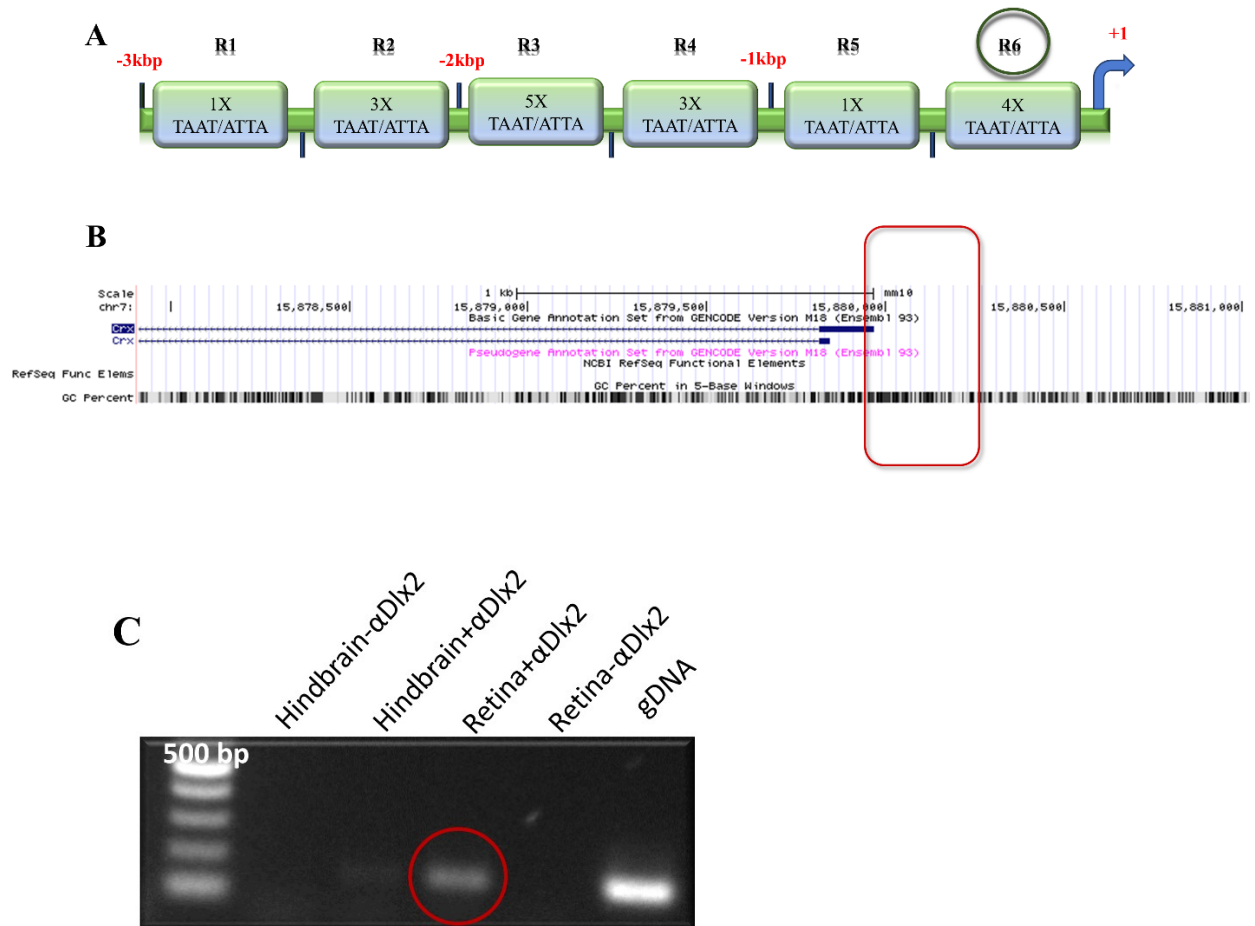 A
R1 R2 R3 R4 R5 R6 +1
-3kbp -2kbp -1kbp
1X 3X 5X 3X 1X 4X
TAAT/ATTA TAAT/ATTA TAAT/ATTA TAAT/ATTA TAAT/ATTA TAAT/ATTA
B
Scale 1 kb mm10
chr7: 15,878,500 15,879,000 15,879,500 15,880,000 15,880,500 15,881,000
Basic Gene Annotation Set from GENCODE Version M18 (Ensembl 93)
Crx
Crx
Pseudogene Annotation Set from GENCODE Version M18 (Ensembl 93)
NCBI RefSeq Functional Elements
RefSeq Func Elems
GC Percent in 5-Base Windows
GC Percent
C
Hindbrain-αDlx2
Hindbrain+αDlx2
Retina+αDlx2
Retina-αDlx2
gDNA
500 bp